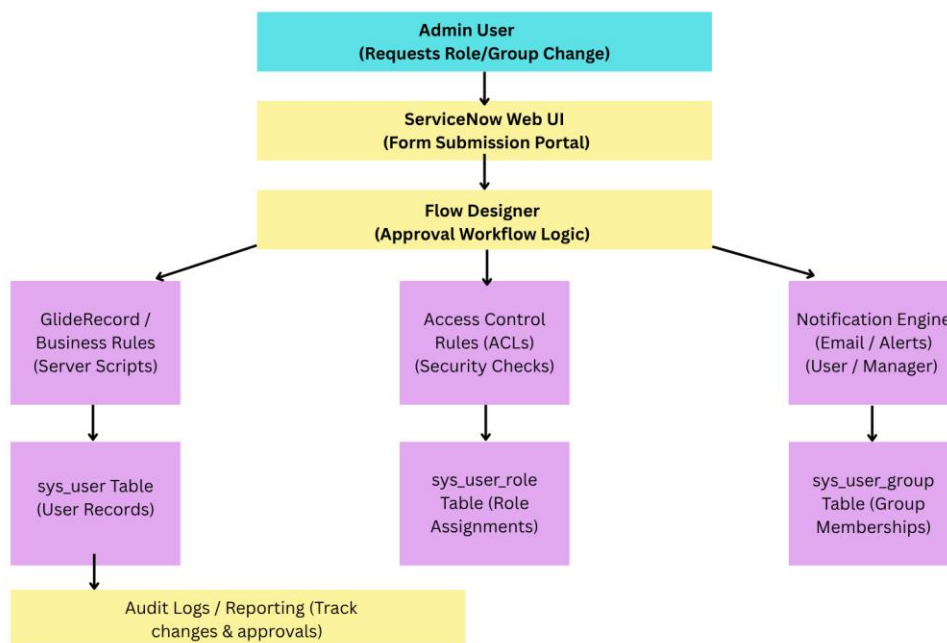 Admin User
(Requests Role/Group Change)
ServiceNow Web UI
(Form Submission Portal)
Flow Designer
(Approval Workflow Logic)
GlideRecord /
Business Rules
(Server Scripts)
Access Control
Rules (ACLs)
(Security Checks)
Notification Engine
(Email / Alerts)
(User / Manager)
sys_user Table
(User Records)
sys_user_role
Table (Role
Assignments)
sys_user_group
Table (Group
Memberships)
Audit Logs / Reporting (Track
changes & approvals)